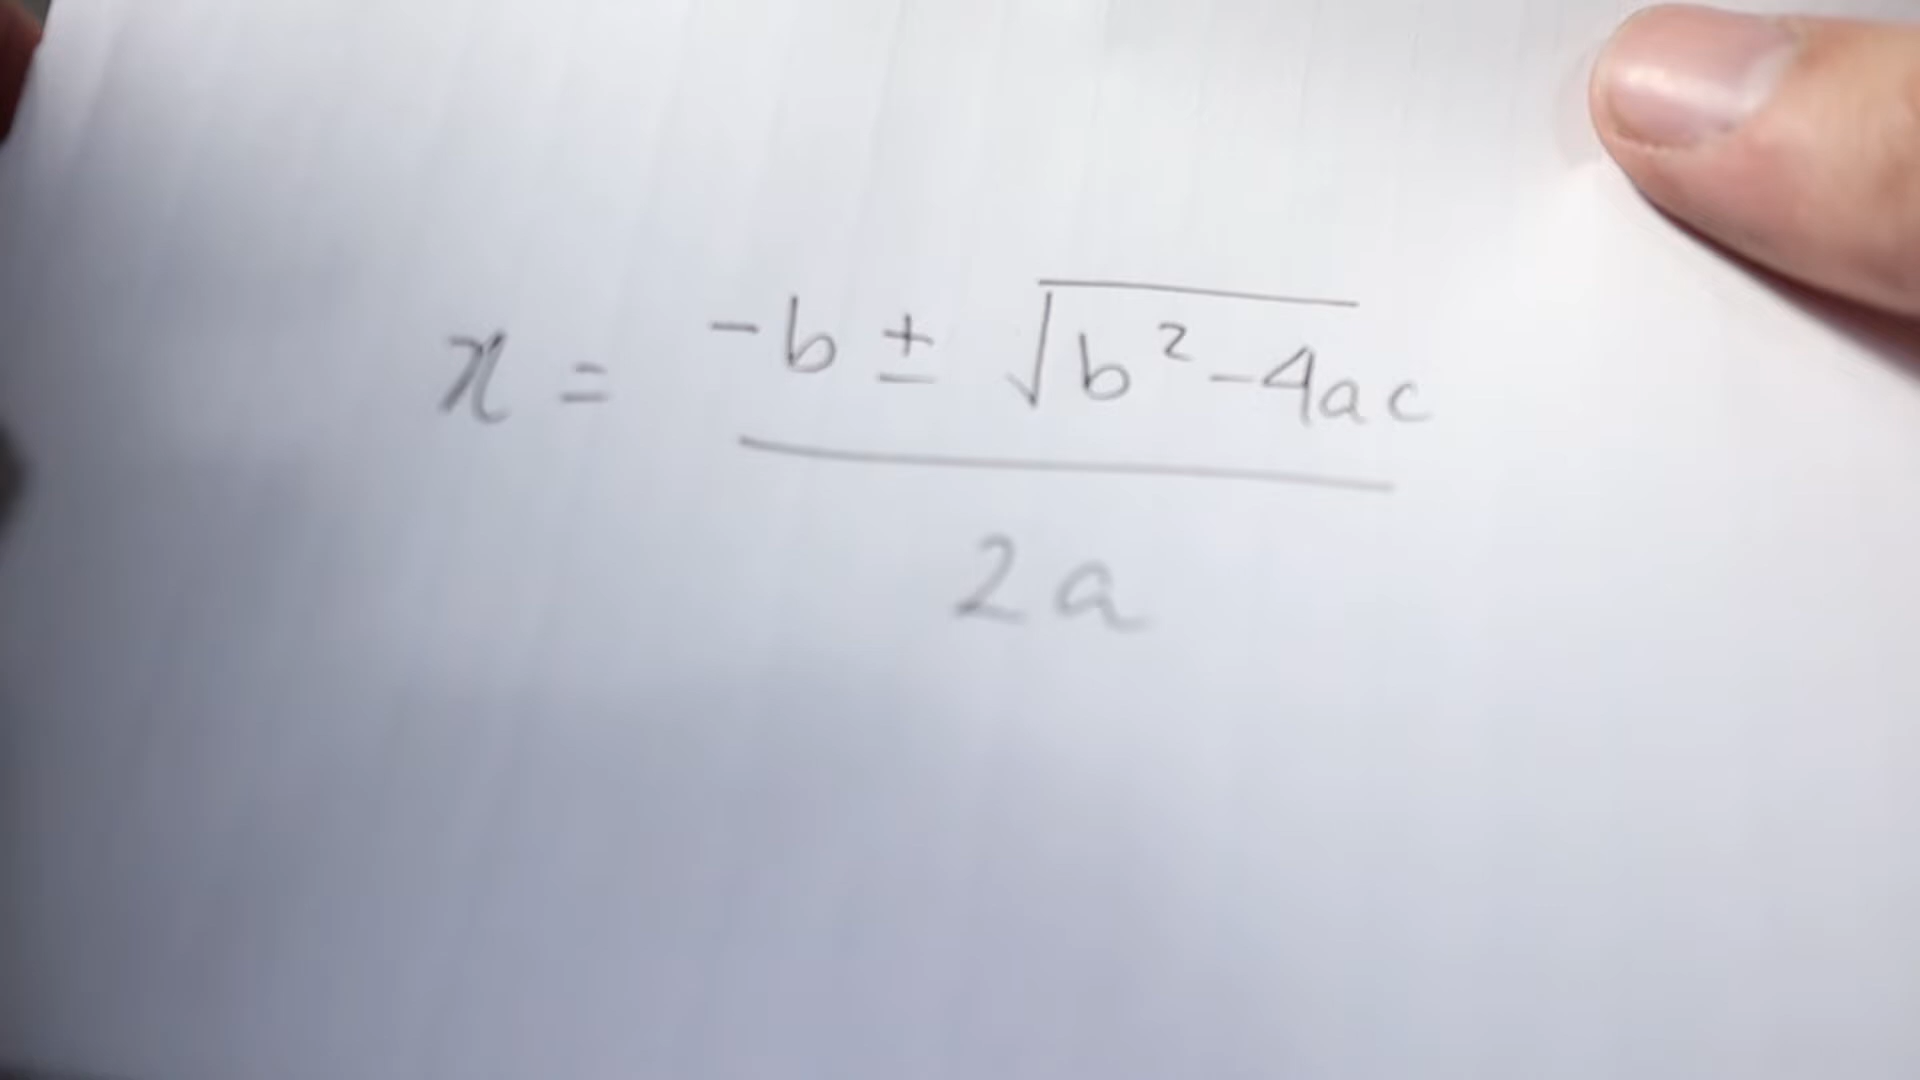 x = -b ± √b² - 4ac
2a